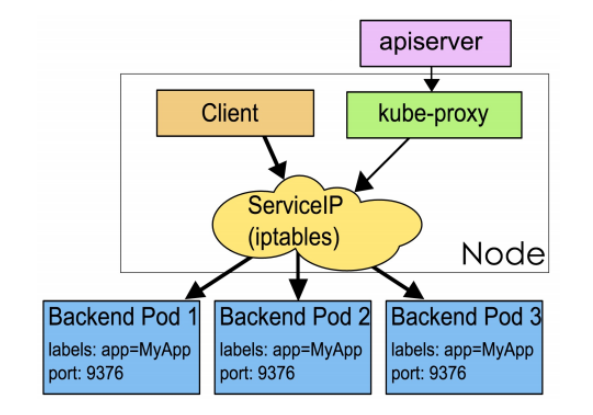 apiserver
Client
kube-proxy
ServiceIP
(iptables)
Node
Backend Pod 1
labels: app=MyApp
port: 9376
Backend Pod 2
labels: app=MyApp
port: 9376
Backend Pod 3
labels: app=MyApp
port: 9376